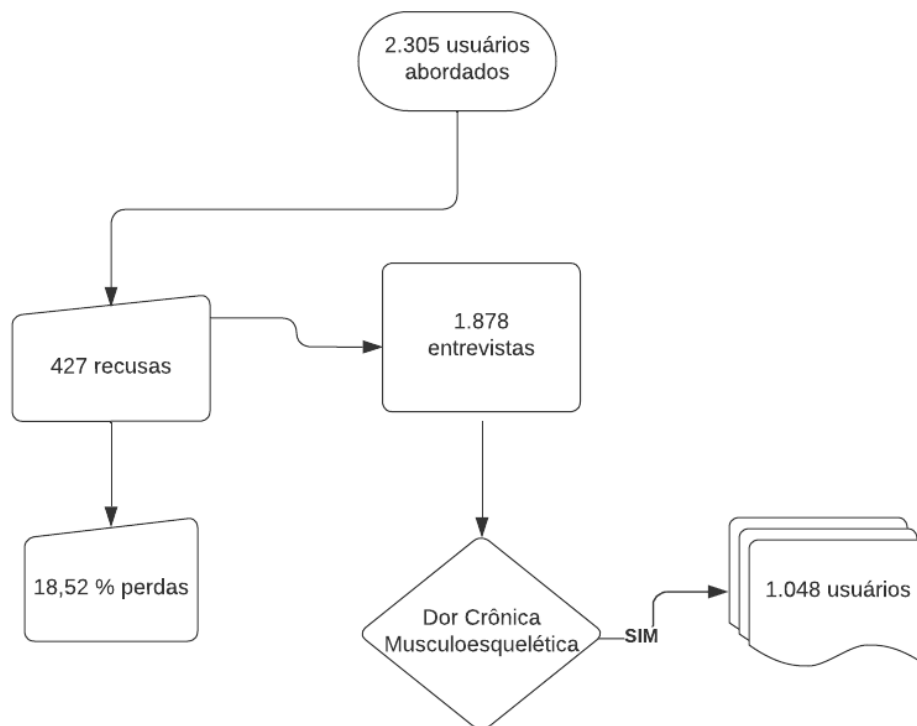 2.305 usuários
abordados
427 recusas
1.878
entrevistas
18,52 % perdas
Dor Crônica
Musculoesquelética
SIM
1.048 usuários